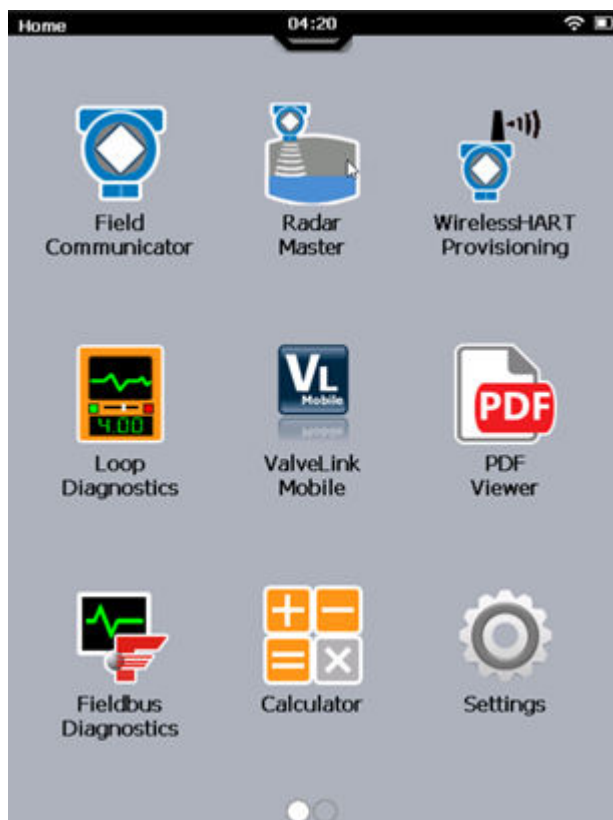 Home 04:20
Field
Communicator
Radar
Master
WirelessHART
Provisioning
4.00
Loop
Diagnostics
VL
Mobile
ValveLink
Mobile
PDF
PDF
Viewer
Fieldbus
Diagnostics
Calculator
Settings